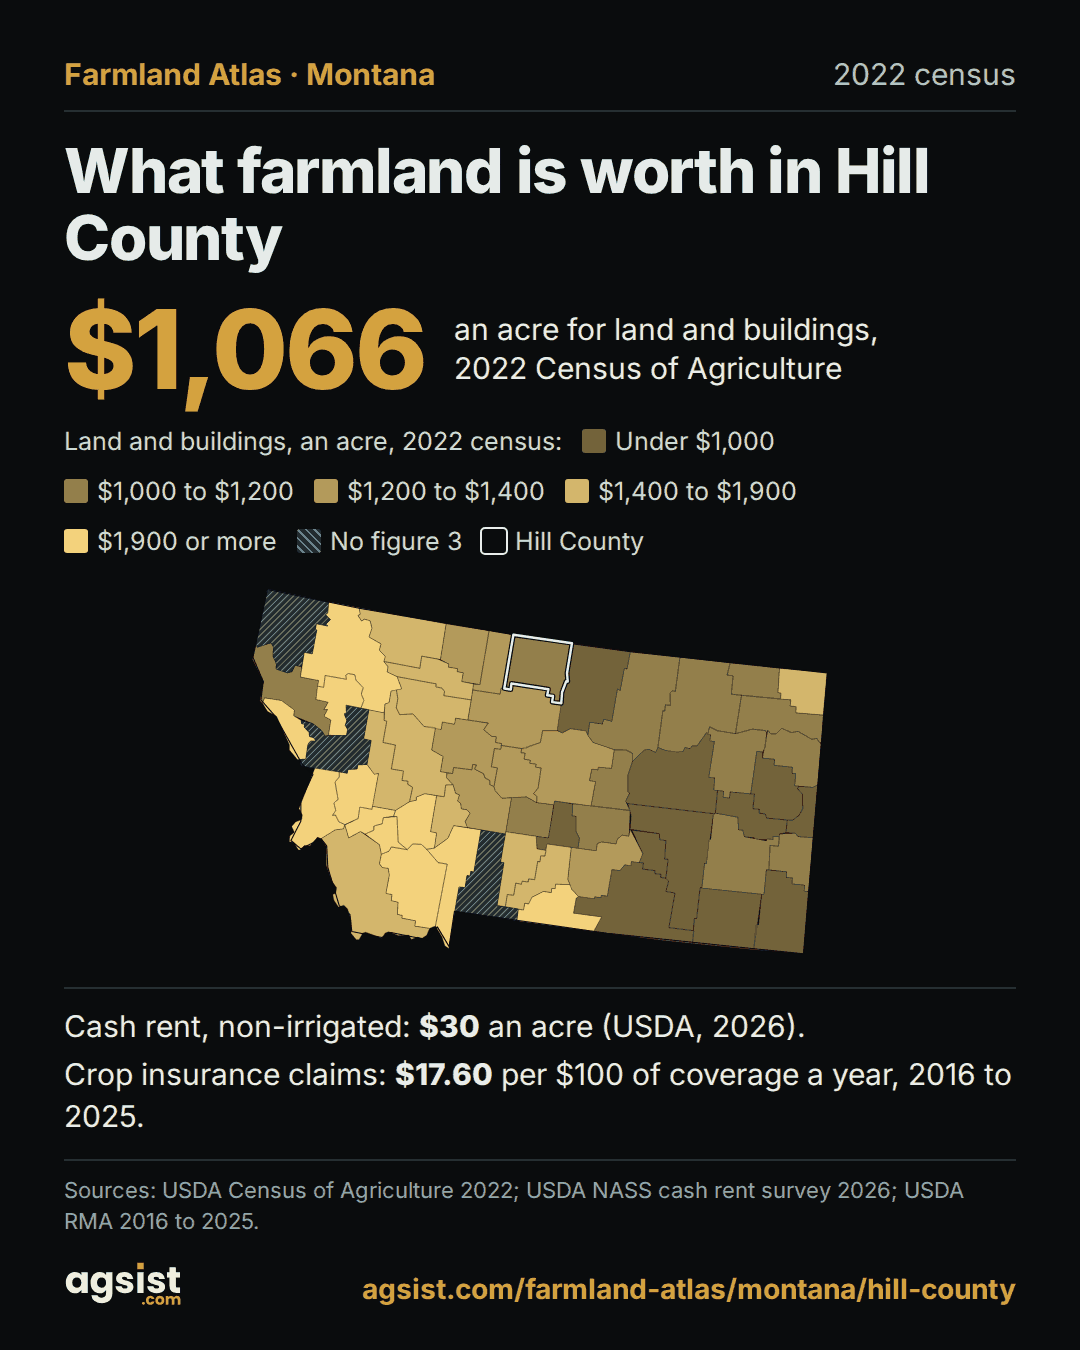 Farmland Atlas · Montana
2022 census
What farmland is worth in Hill
County
$1,066
an acre for land and buildings,
2022 Census of Agriculture
Land and buildings, an acre, 2022 census:
Under $1,000
$1,000 to $1,200
$1,200 to $1,400
$1,400 to $1,900
$1,900 or more
No figure 3
Hill County
Cash rent, non-irrigated: $30 an acre (USDA, 2026).
Crop insurance claims: $17.60 per $100 of coverage a year, 2016 to
2025.
Sources: USDA Census of Agriculture 2022; USDA NASS cash rent survey 2026; USDA
RMA 2016 to 2025.
agsist
.com
agsist.com/farmland-atlas/montana/hill-county